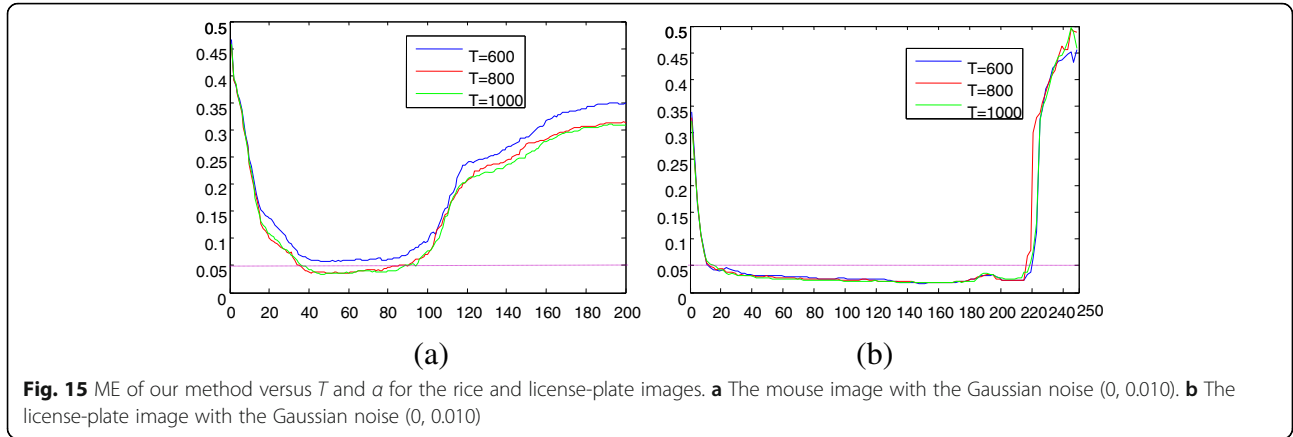 0.5
0.45
0.4
0.35
0.3
0.25
0.2
0.15
0.1
0.05
0
0 20 40 60 80 100 120 140 160 180 200
T=600
T=800
T=1000
(a)
0.5
0.45
0.4
0.35
0.3
0.25
0.2
0.15
0.1
0.05
0
0 20 40 60 80 100 120 140 160 180 200 220 240 250
T=600
T=800
T=1000
(b)
Fig. 15 ME of our method versus T and α for the rice and license-plate images. a The mouse image with the Gaussian noise (0, 0.010). b The
license-plate image with the Gaussian noise (0, 0.010)